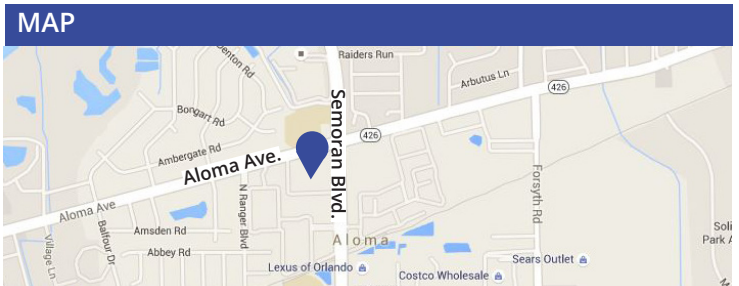 MAP
Denton Rd
Raiders Run
Arbutus Ln
426
Bongart Rd
Semoran Blvd.
426
Ambergate Rd
Aloma Ave.
Aloma Ave
N Ranger Blvd
Forsyth Rd
Balfour Dr
Amsden Rd
Village Ln
Abbey Rd
Aloma
Soli
Park A
Lexus of Orlando
Costco Wholesale
Sears Outlet